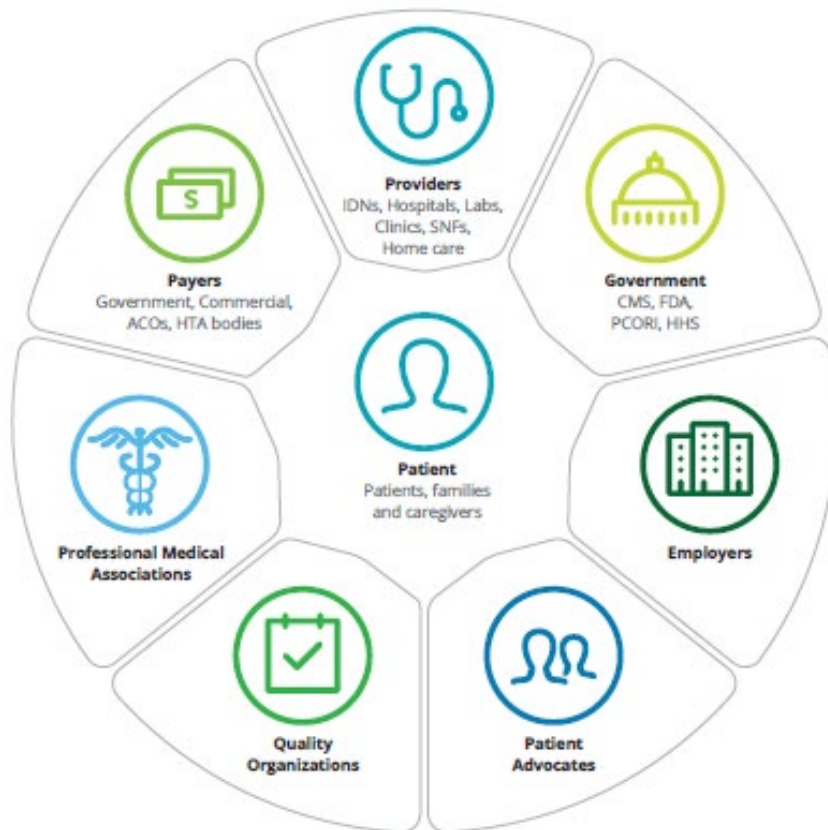 Providers
IDNs, Hospitals, Labs,
Clinics, SNFs,
Home care
Government
CMS, FDA,
PCORI, HHS
Employers
Patient
Advocates
Quality
Organizations
Professional Medical
Associations
$
Payers
Government, Commercial,
ACOs, HTA bodies
Patient
Patients, families
and caregivers